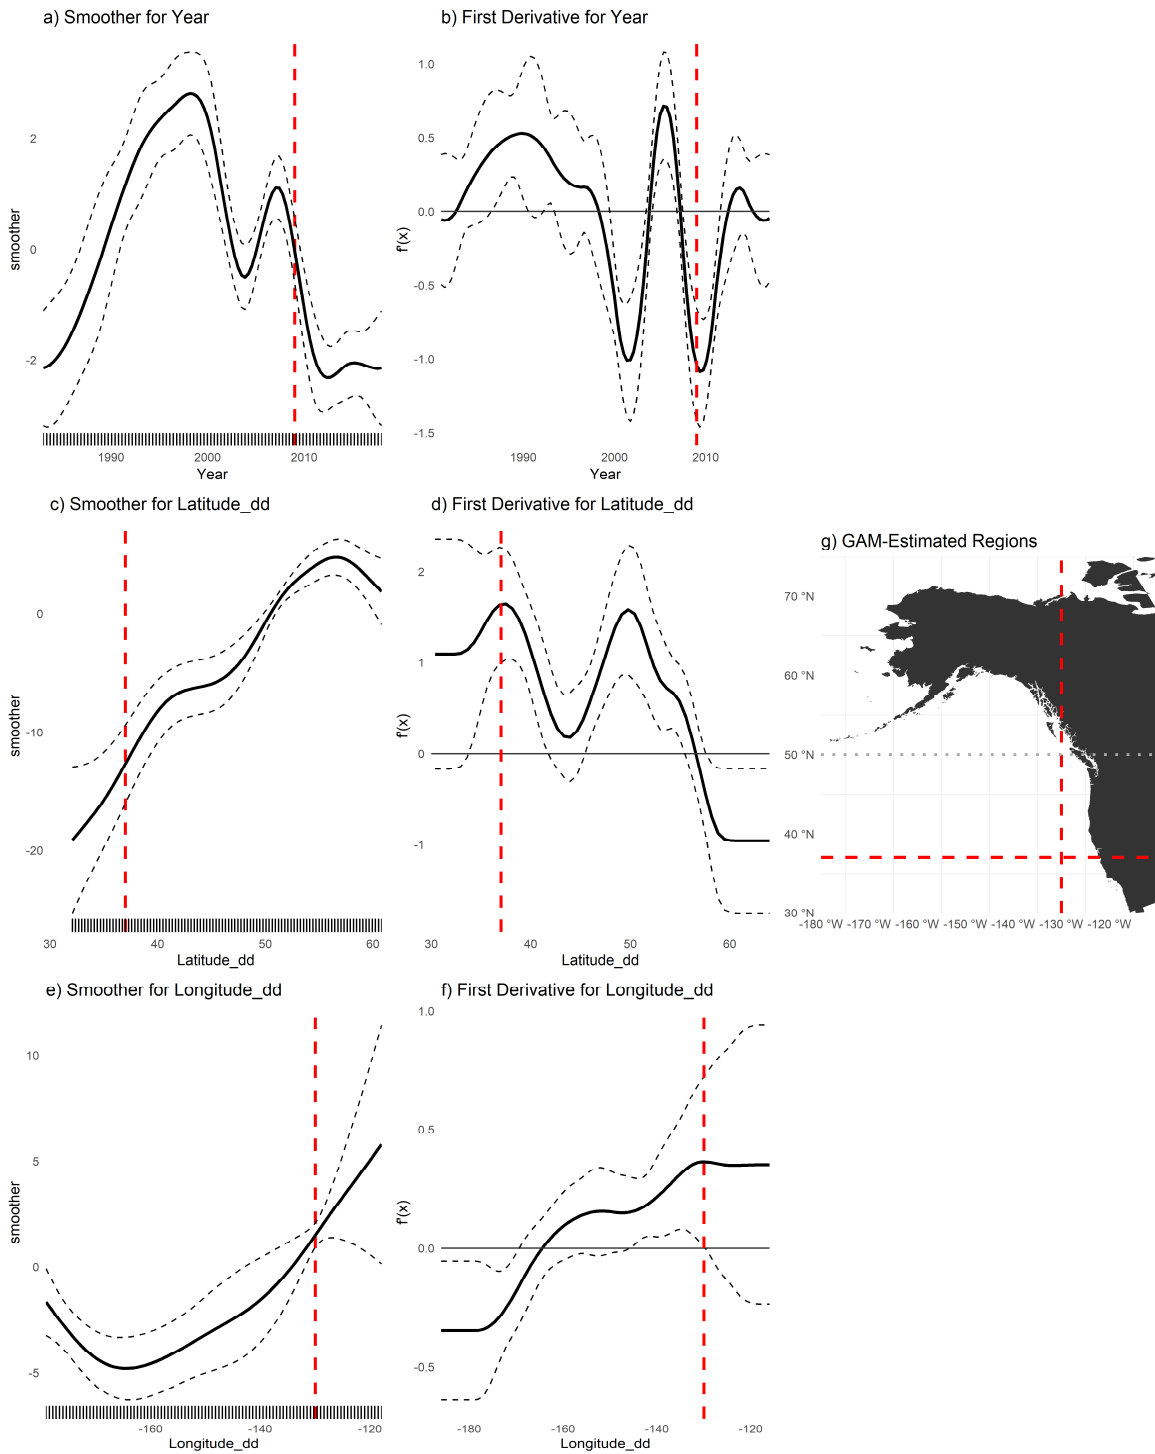 a) Smoother for Year
b) First Derivative for Year
smoother
2
0
-2
1990
2000
2010
Year
f'(x)
1.0
0.5
0.0
-0.5
-1.0
-1.5
1990
2000
2010
Year
c) Smoother for Latitude_dd
d) First Derivative for Latitude_dd
g) GAM-Estimated Regions
smoother
0
-10
-20
30
40
50
60
Latitude_dd
f'(x)
2
1
0
-1
30
40
50
60
Latitude_dd
70 °N
60 °N
50 °N
40 °N
30 °N
-180 °W
-170 °W
-160 °W
-150 °W
-140 °W
-130 °W
-120 °W
e) Smoother for Longitude_dd
f) First Derivative for Longitude_dd
smoother
10
5
0
-5
-160
-140
-120
Longitude_dd
f'(x)
1.0
0.5
0.0
-0.5
-180
-160
-140
-120
Longitude_dd